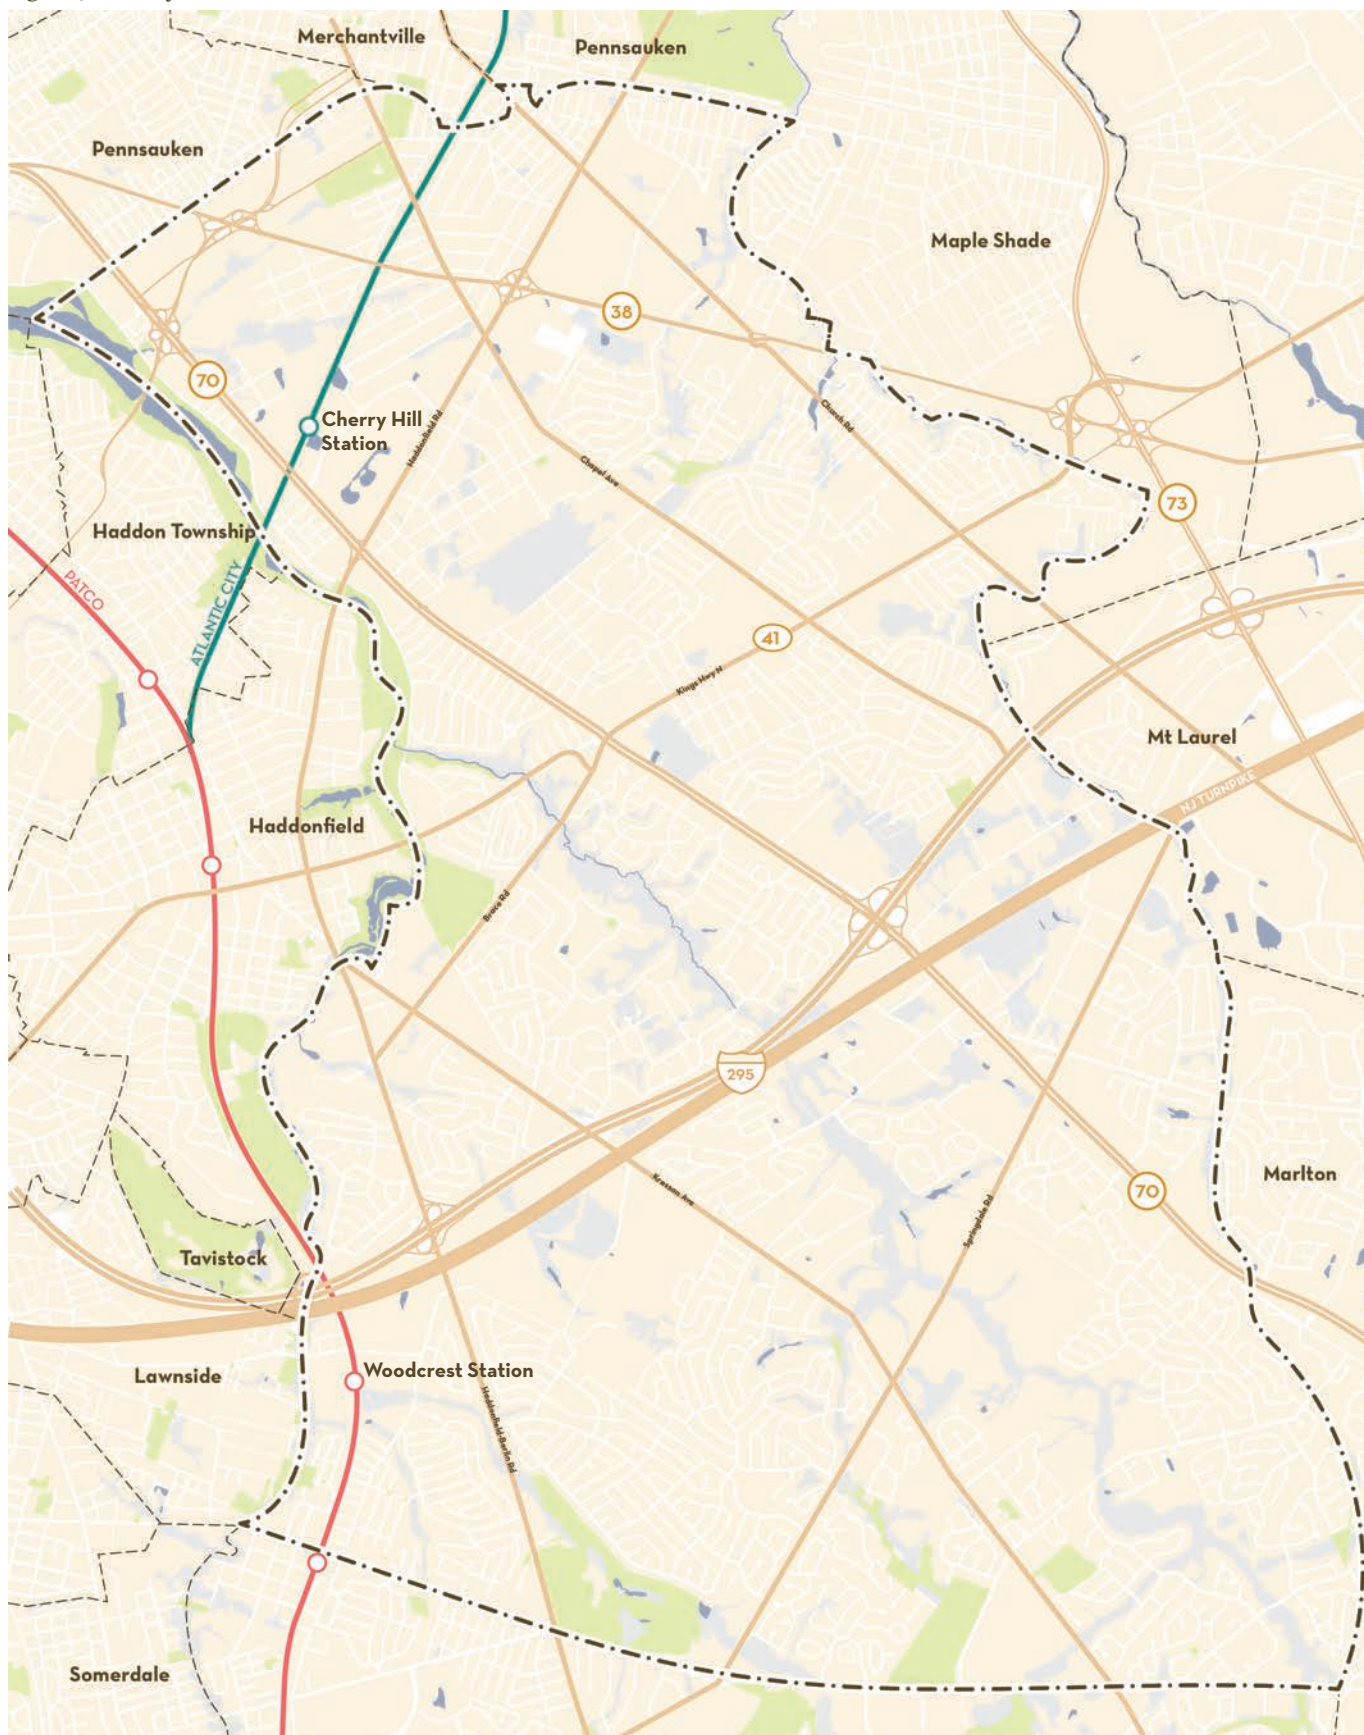 Merchantville
Pennsauken
Pennsauken
Maple Shade
38
70
Cherry Hill
Station
Haddonfield Rd
Church Rd
Chapel Ave
73
Haddon Township
PATCO
ATLANTIC CITY
41
Kings Hwy N
Mt Laurel
NJ TURNPIKE
Haddonfield
Brace Rd
295
Kresson Ave
70
Marlton
Springdale Rd
Tavistock
Lawnside
Woodcrest Station
Haddonfield-Berlin Rd
Somerdale